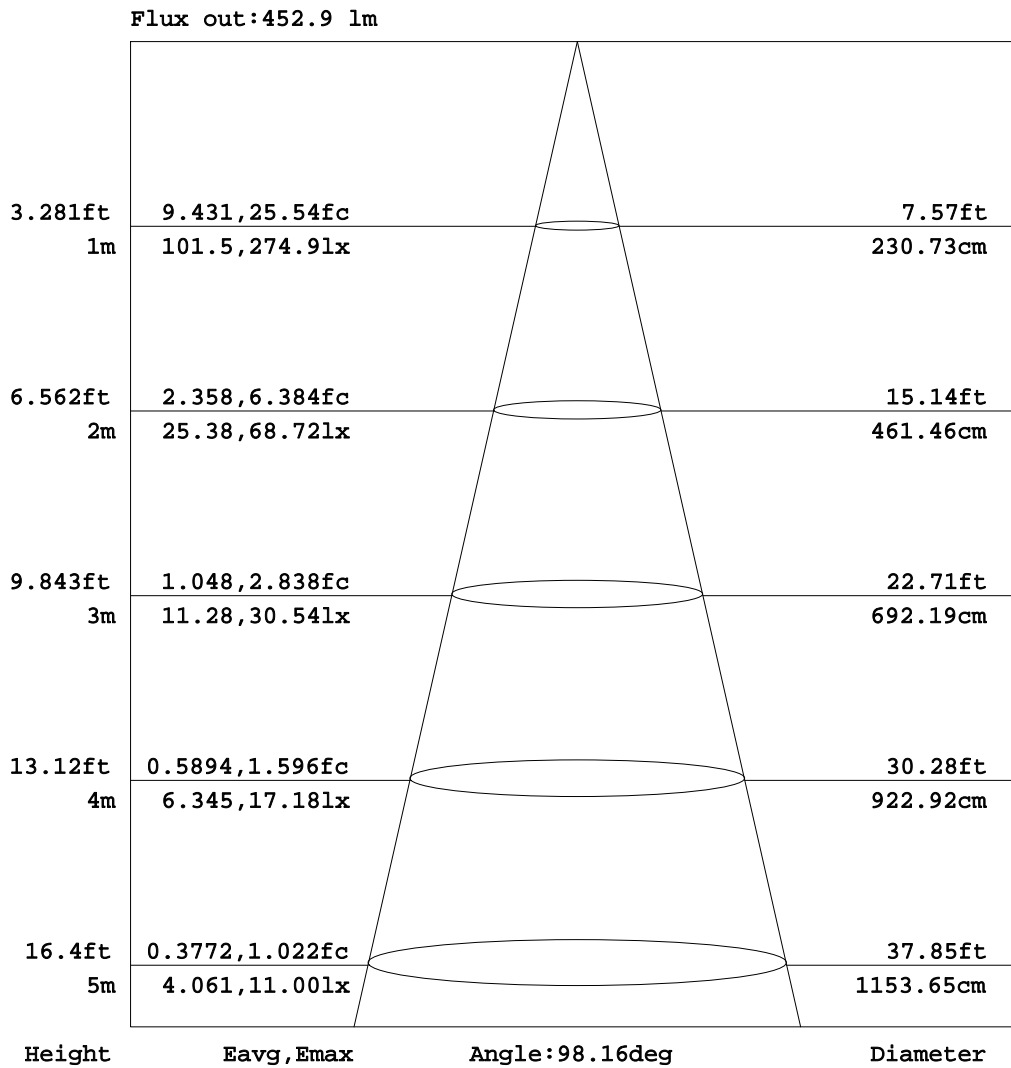 Flux out:452.9 lm
3.281ft 9.431,25.54fc 7.57ft
1m 101.5,274.9lx 230.73cm
6.562ft 2.358,6.384fc 15.14ft
2m 25.38,68.72lx 461.46cm
9.843ft 1.048,2.838fc 22.71ft
3m 11.28,30.54lx 692.19cm
13.12ft 0.5894,1.596fc 30.28ft
4m 6.345,17.18lx 922.92cm
16.4ft 0.3772,1.022fc 37.85ft
5m 4.061,11.00lx 1153.65cm
Height Eavg,Emax Angle:98.16deg Diameter